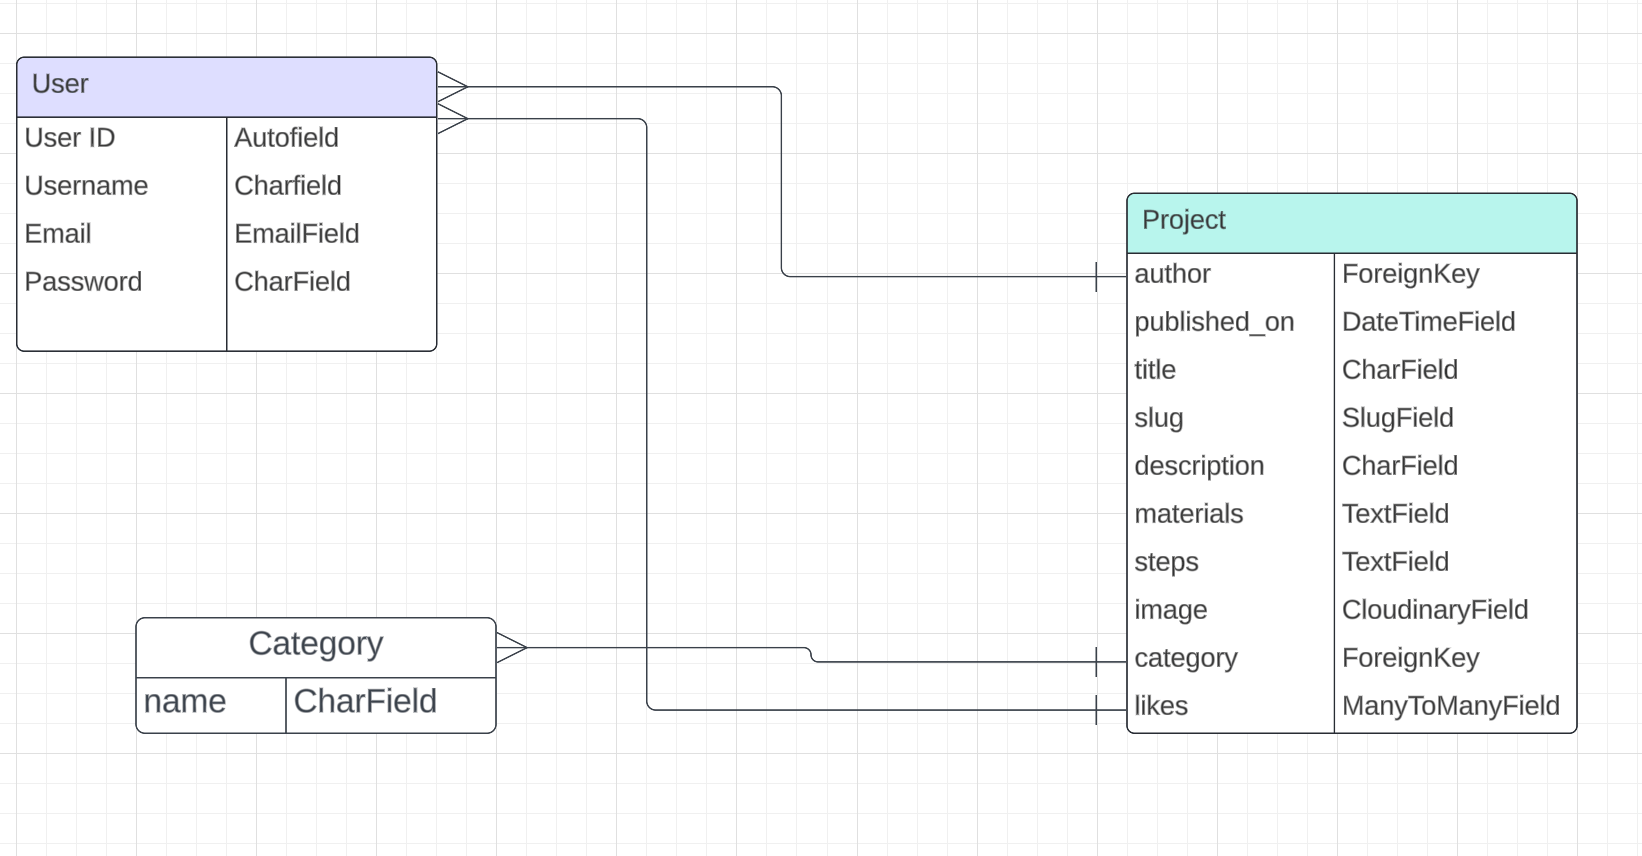 User
User ID Autofield
Username Charfield
Email EmailField
Password CharField
Project
author ForeignKey
published_on DateTimeField
title CharField
slug SlugField
description CharField
materials TextField
steps TextField
image CloudinaryField
category ForeignKey
likes ManyToManyField
Category
name CharField